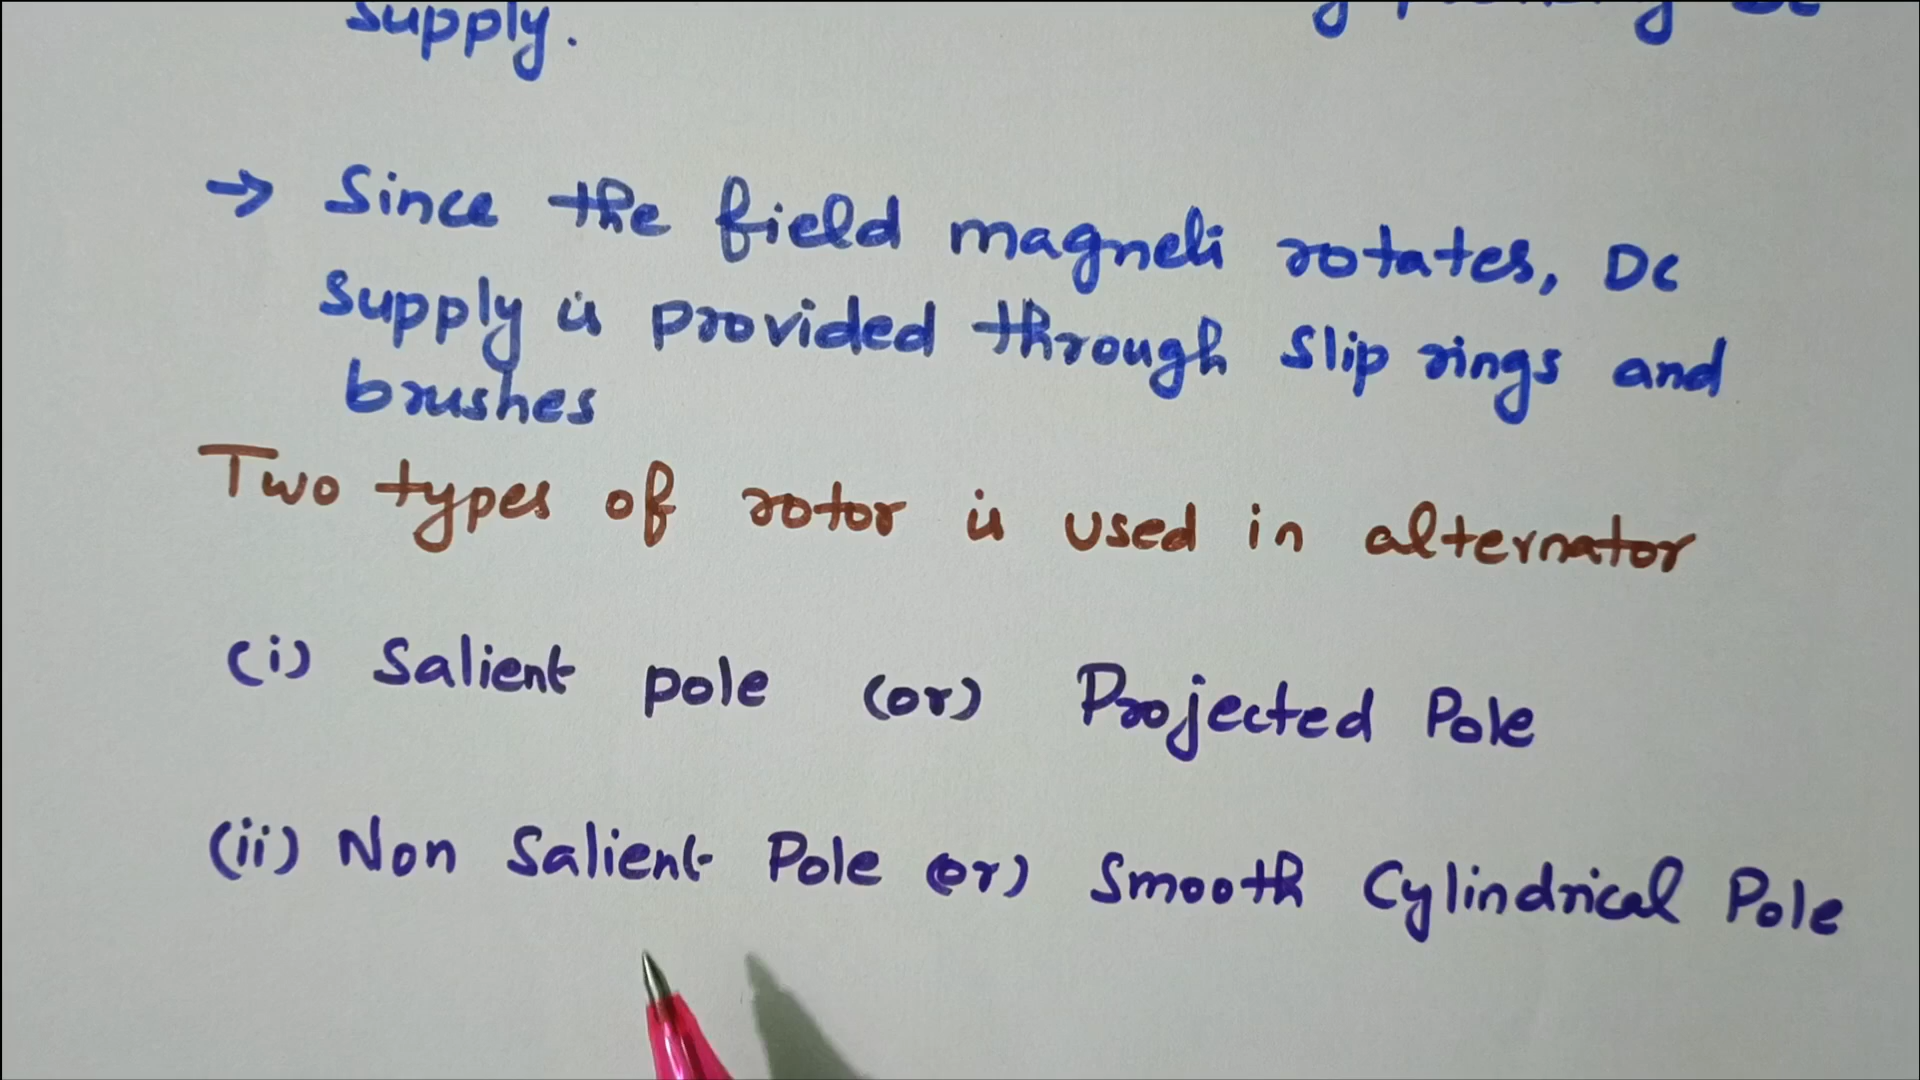 supply.
→ Since the field magnet rotates, DC
supply is provided through slip rings and
brushes
Two types of rotor is used in alternator
(i) Salient pole (or) Projected Pole
(ii) Non Salient Pole (or) Smooth Cylindrical Pole